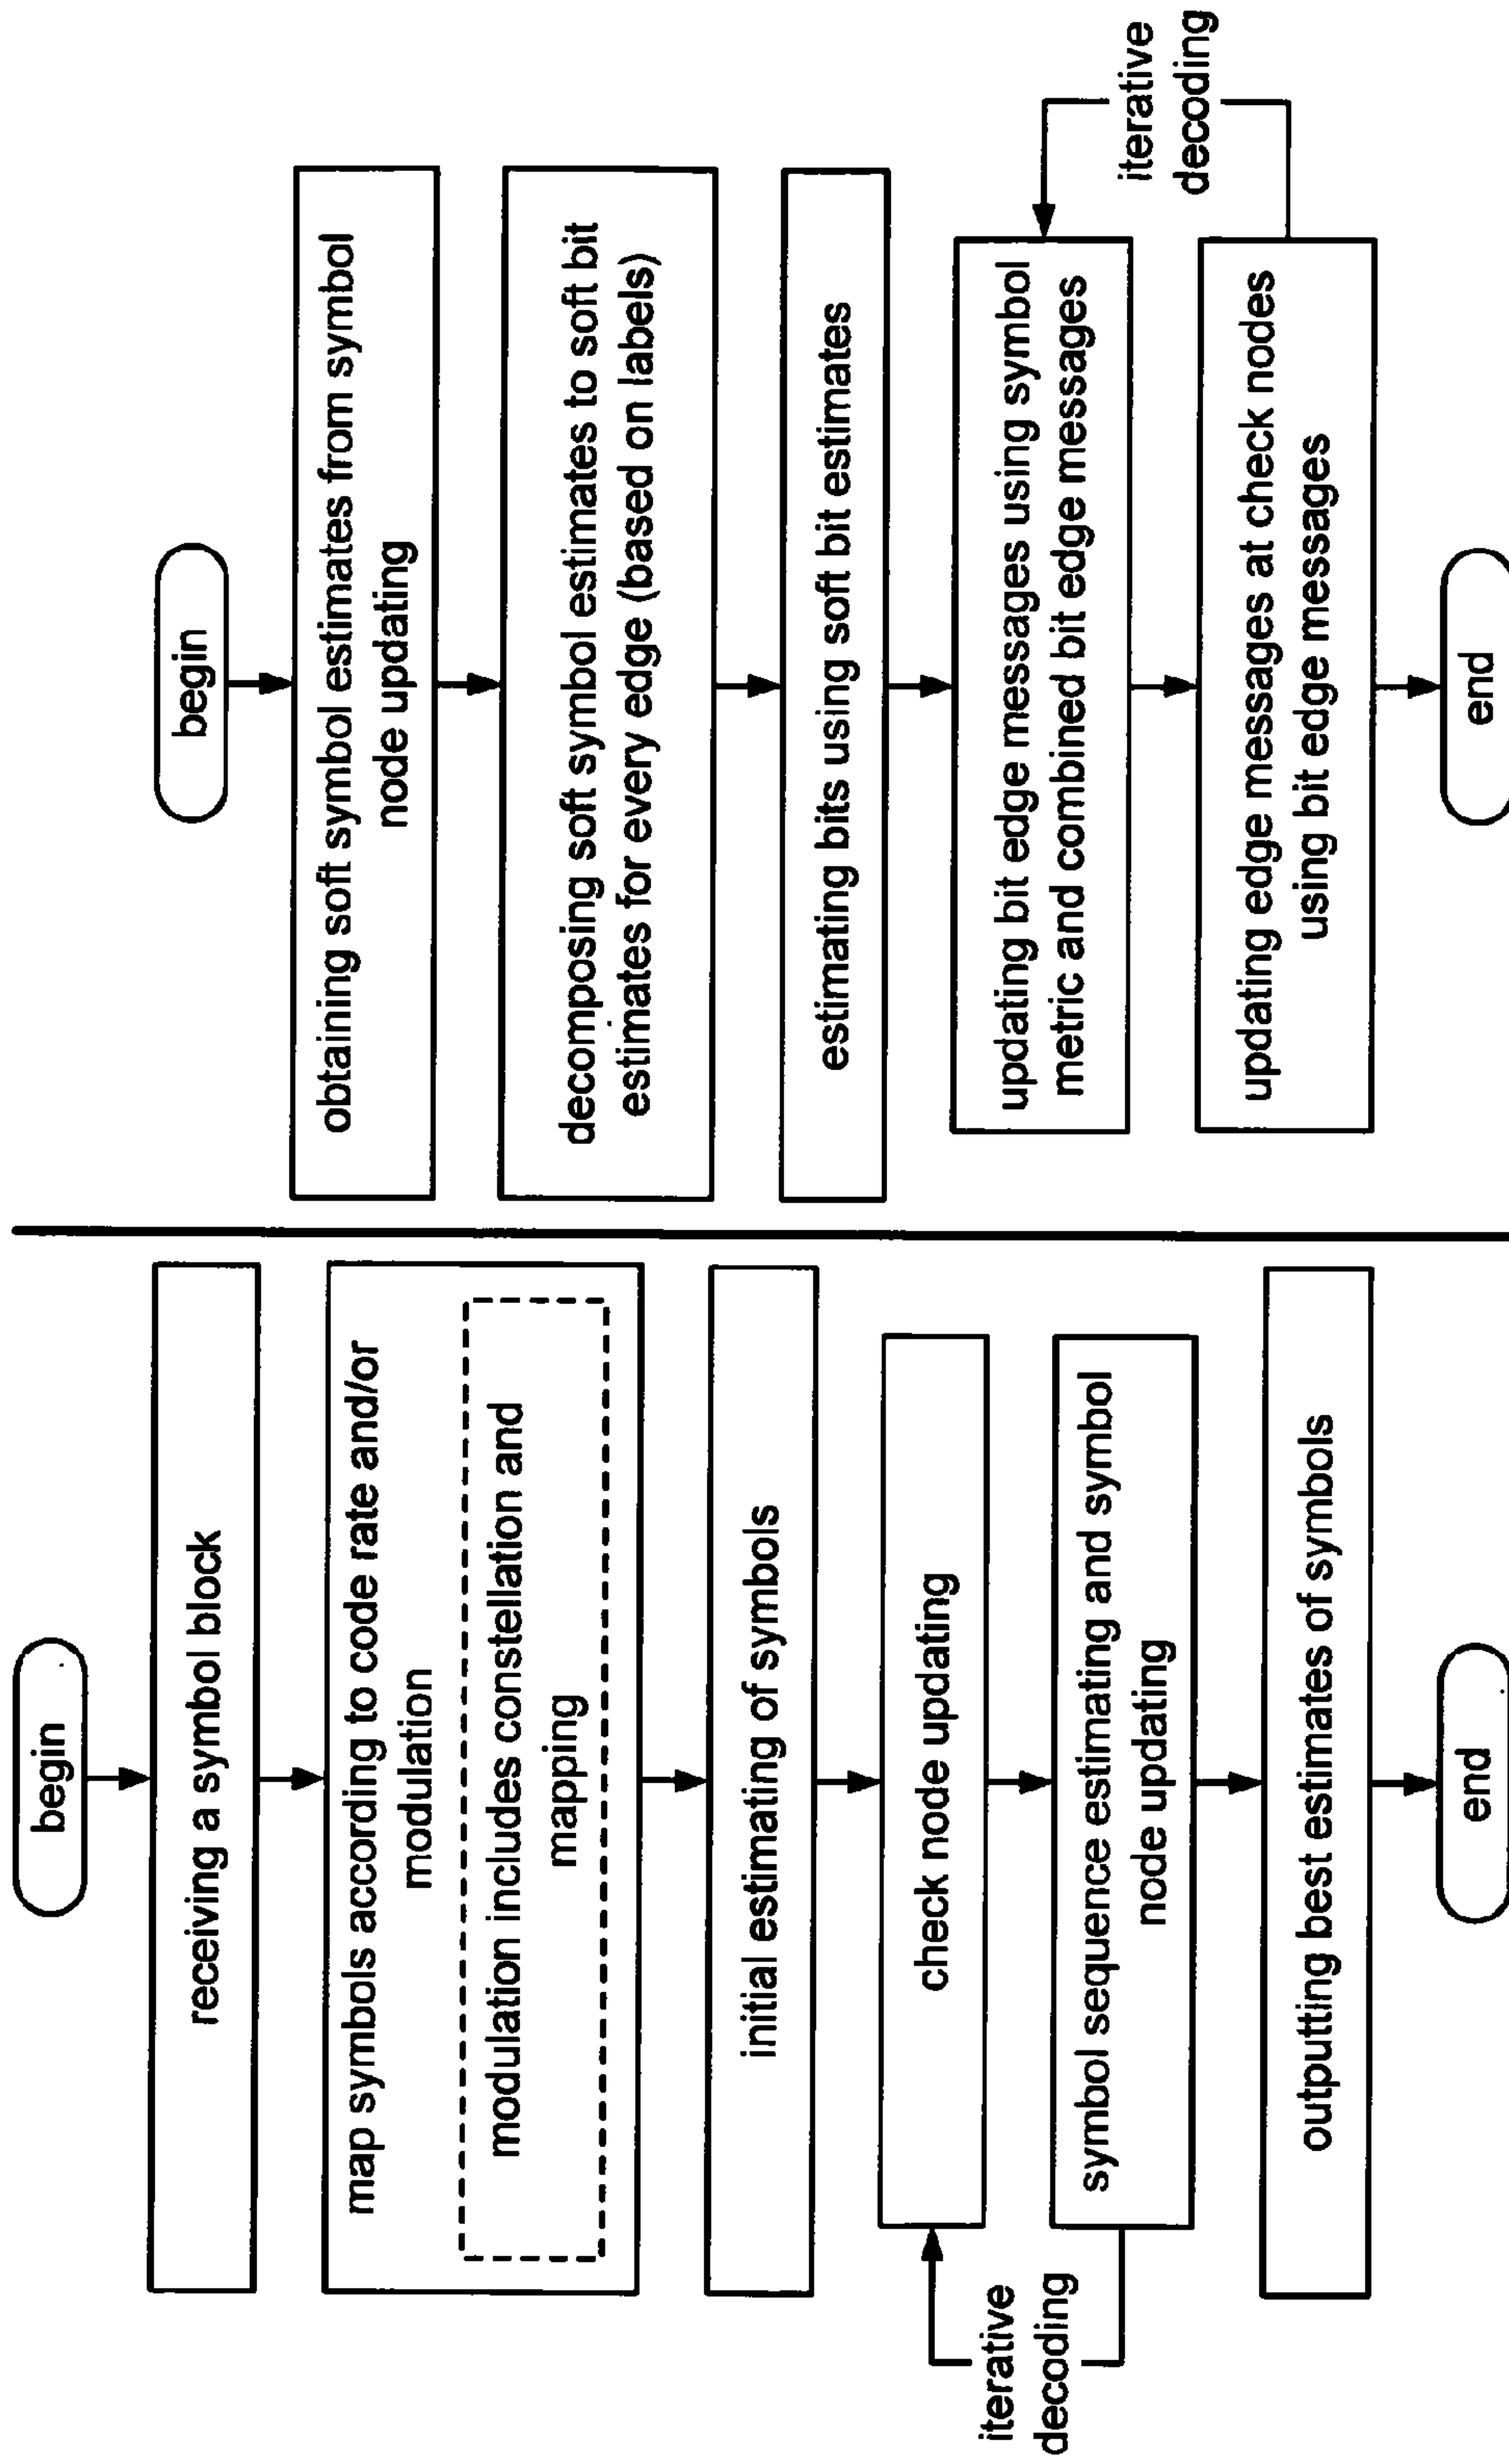 begin
receiving a symbol block
map symbols according to code rate and/or
modulation
modulation includes constellation and
mapping
initial estimating of symbols
check node updating
symbol sequence estimating and symbol
node updating
iterative
decoding
outputting best estimates of symbols
end
begin
obtaining soft symbol estimates from symbol
node updating
decomposing soft symbol estimates to soft bit
estimates for every edge (based on labels)
estimating bits using soft bit estimates
updating bit edge messages using symbol
metric and combined bit edge messages
iterative
decoding
updating edge messages at check nodes
using bit edge messages
end